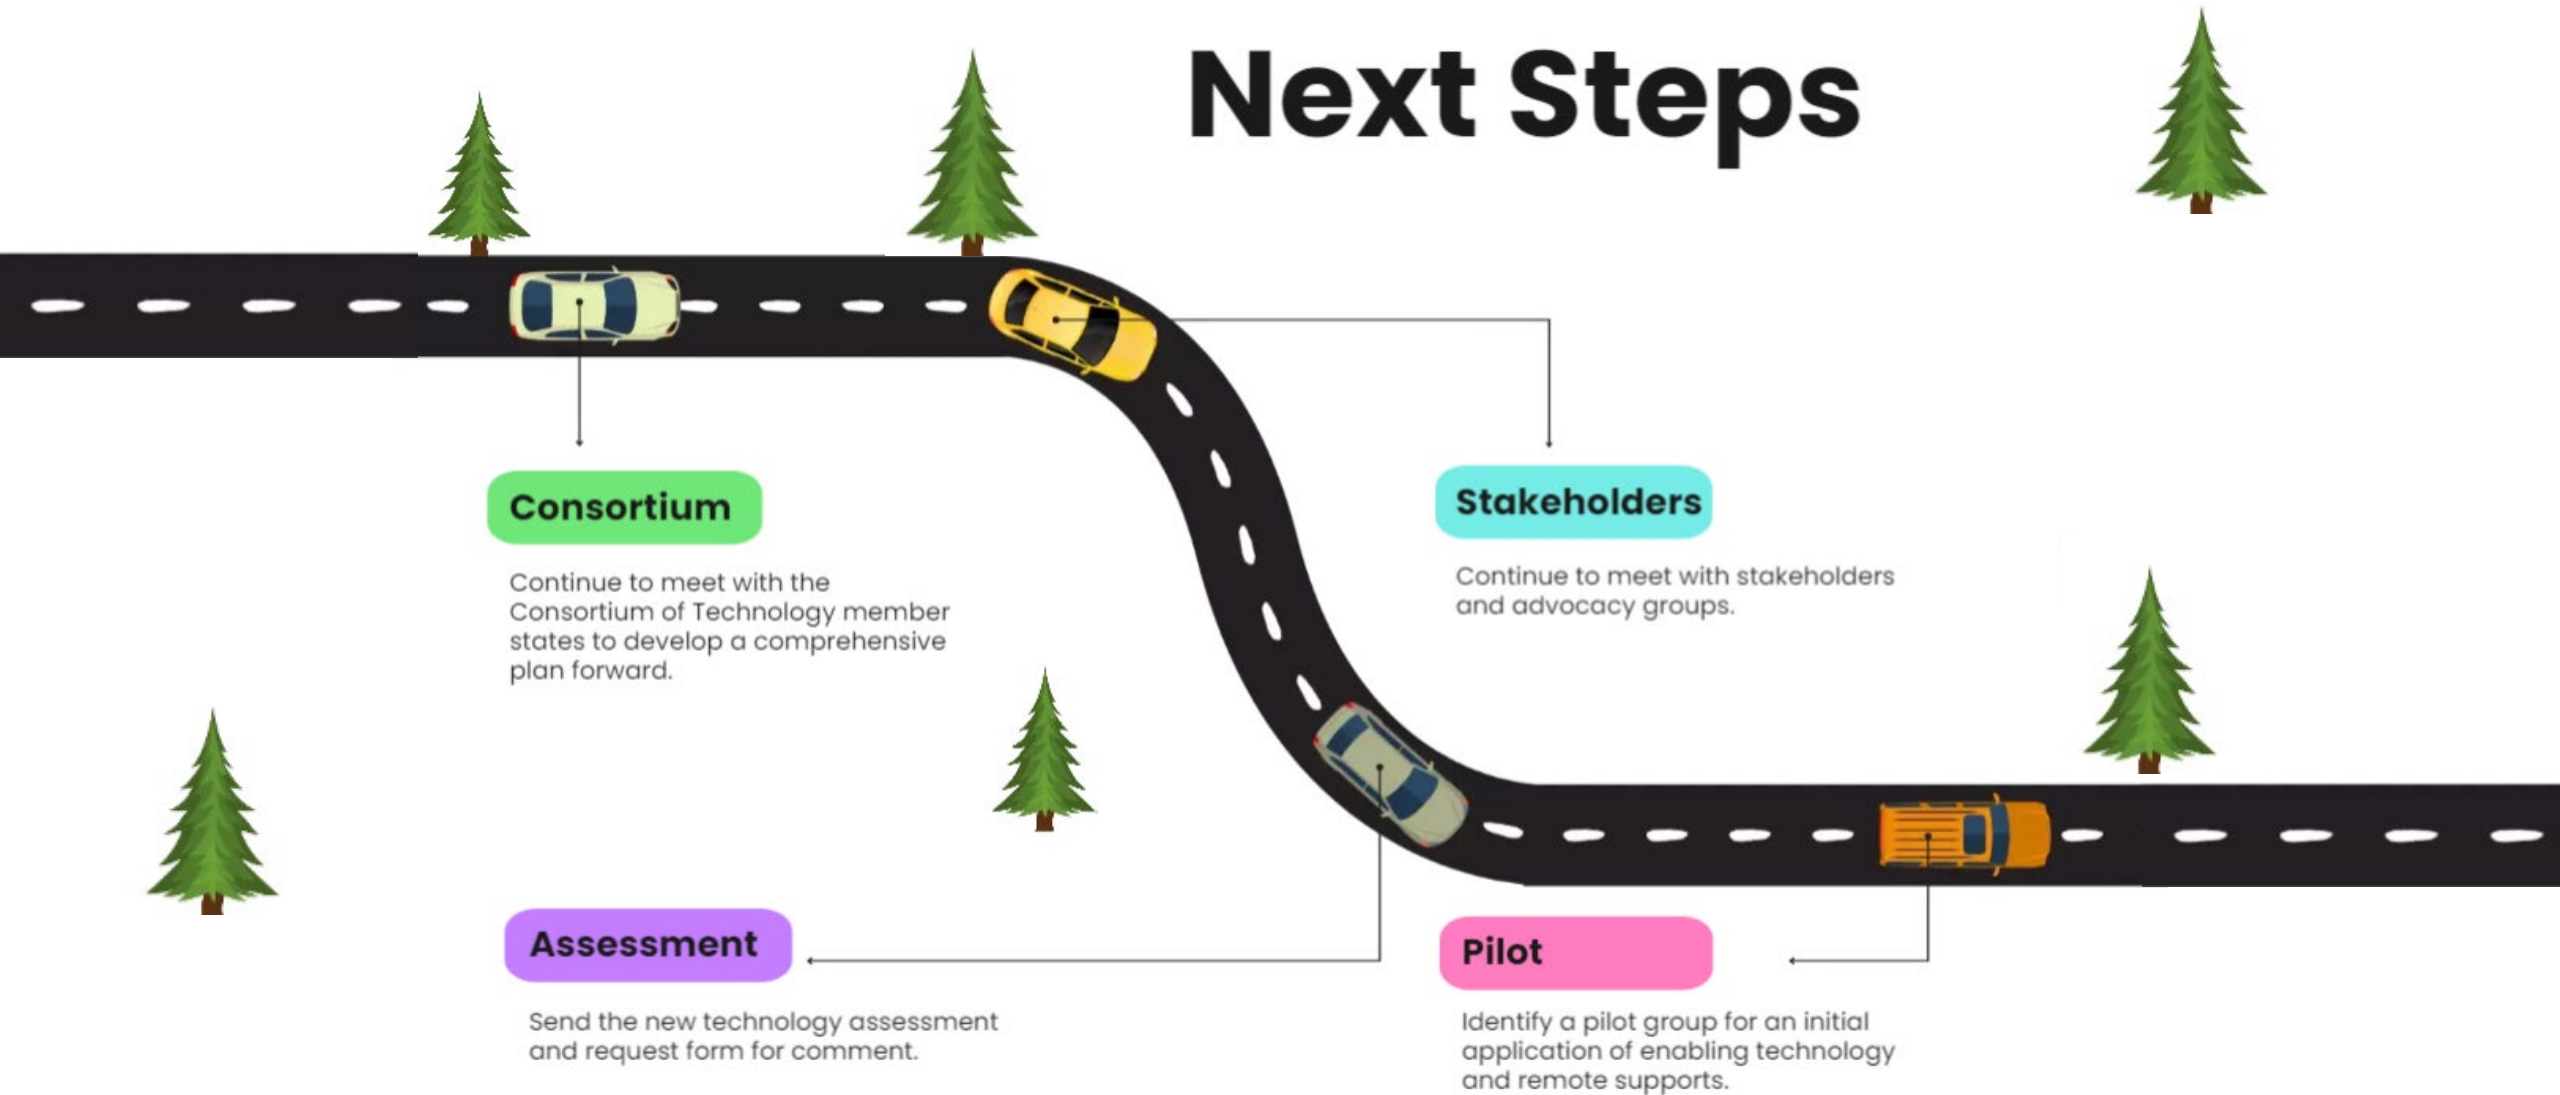 Next Steps
Consortium
Continue to meet with the
Consortium of Technology member
states to develop a comprehensive
plan forward.
Stakeholders
Continue to meet with stakeholders
and advocacy groups.
Assessment
Send the new technology assessment
and request form for comment.
Pilot
Identify a pilot group for an initial
application of enabling technology
and remote supports.